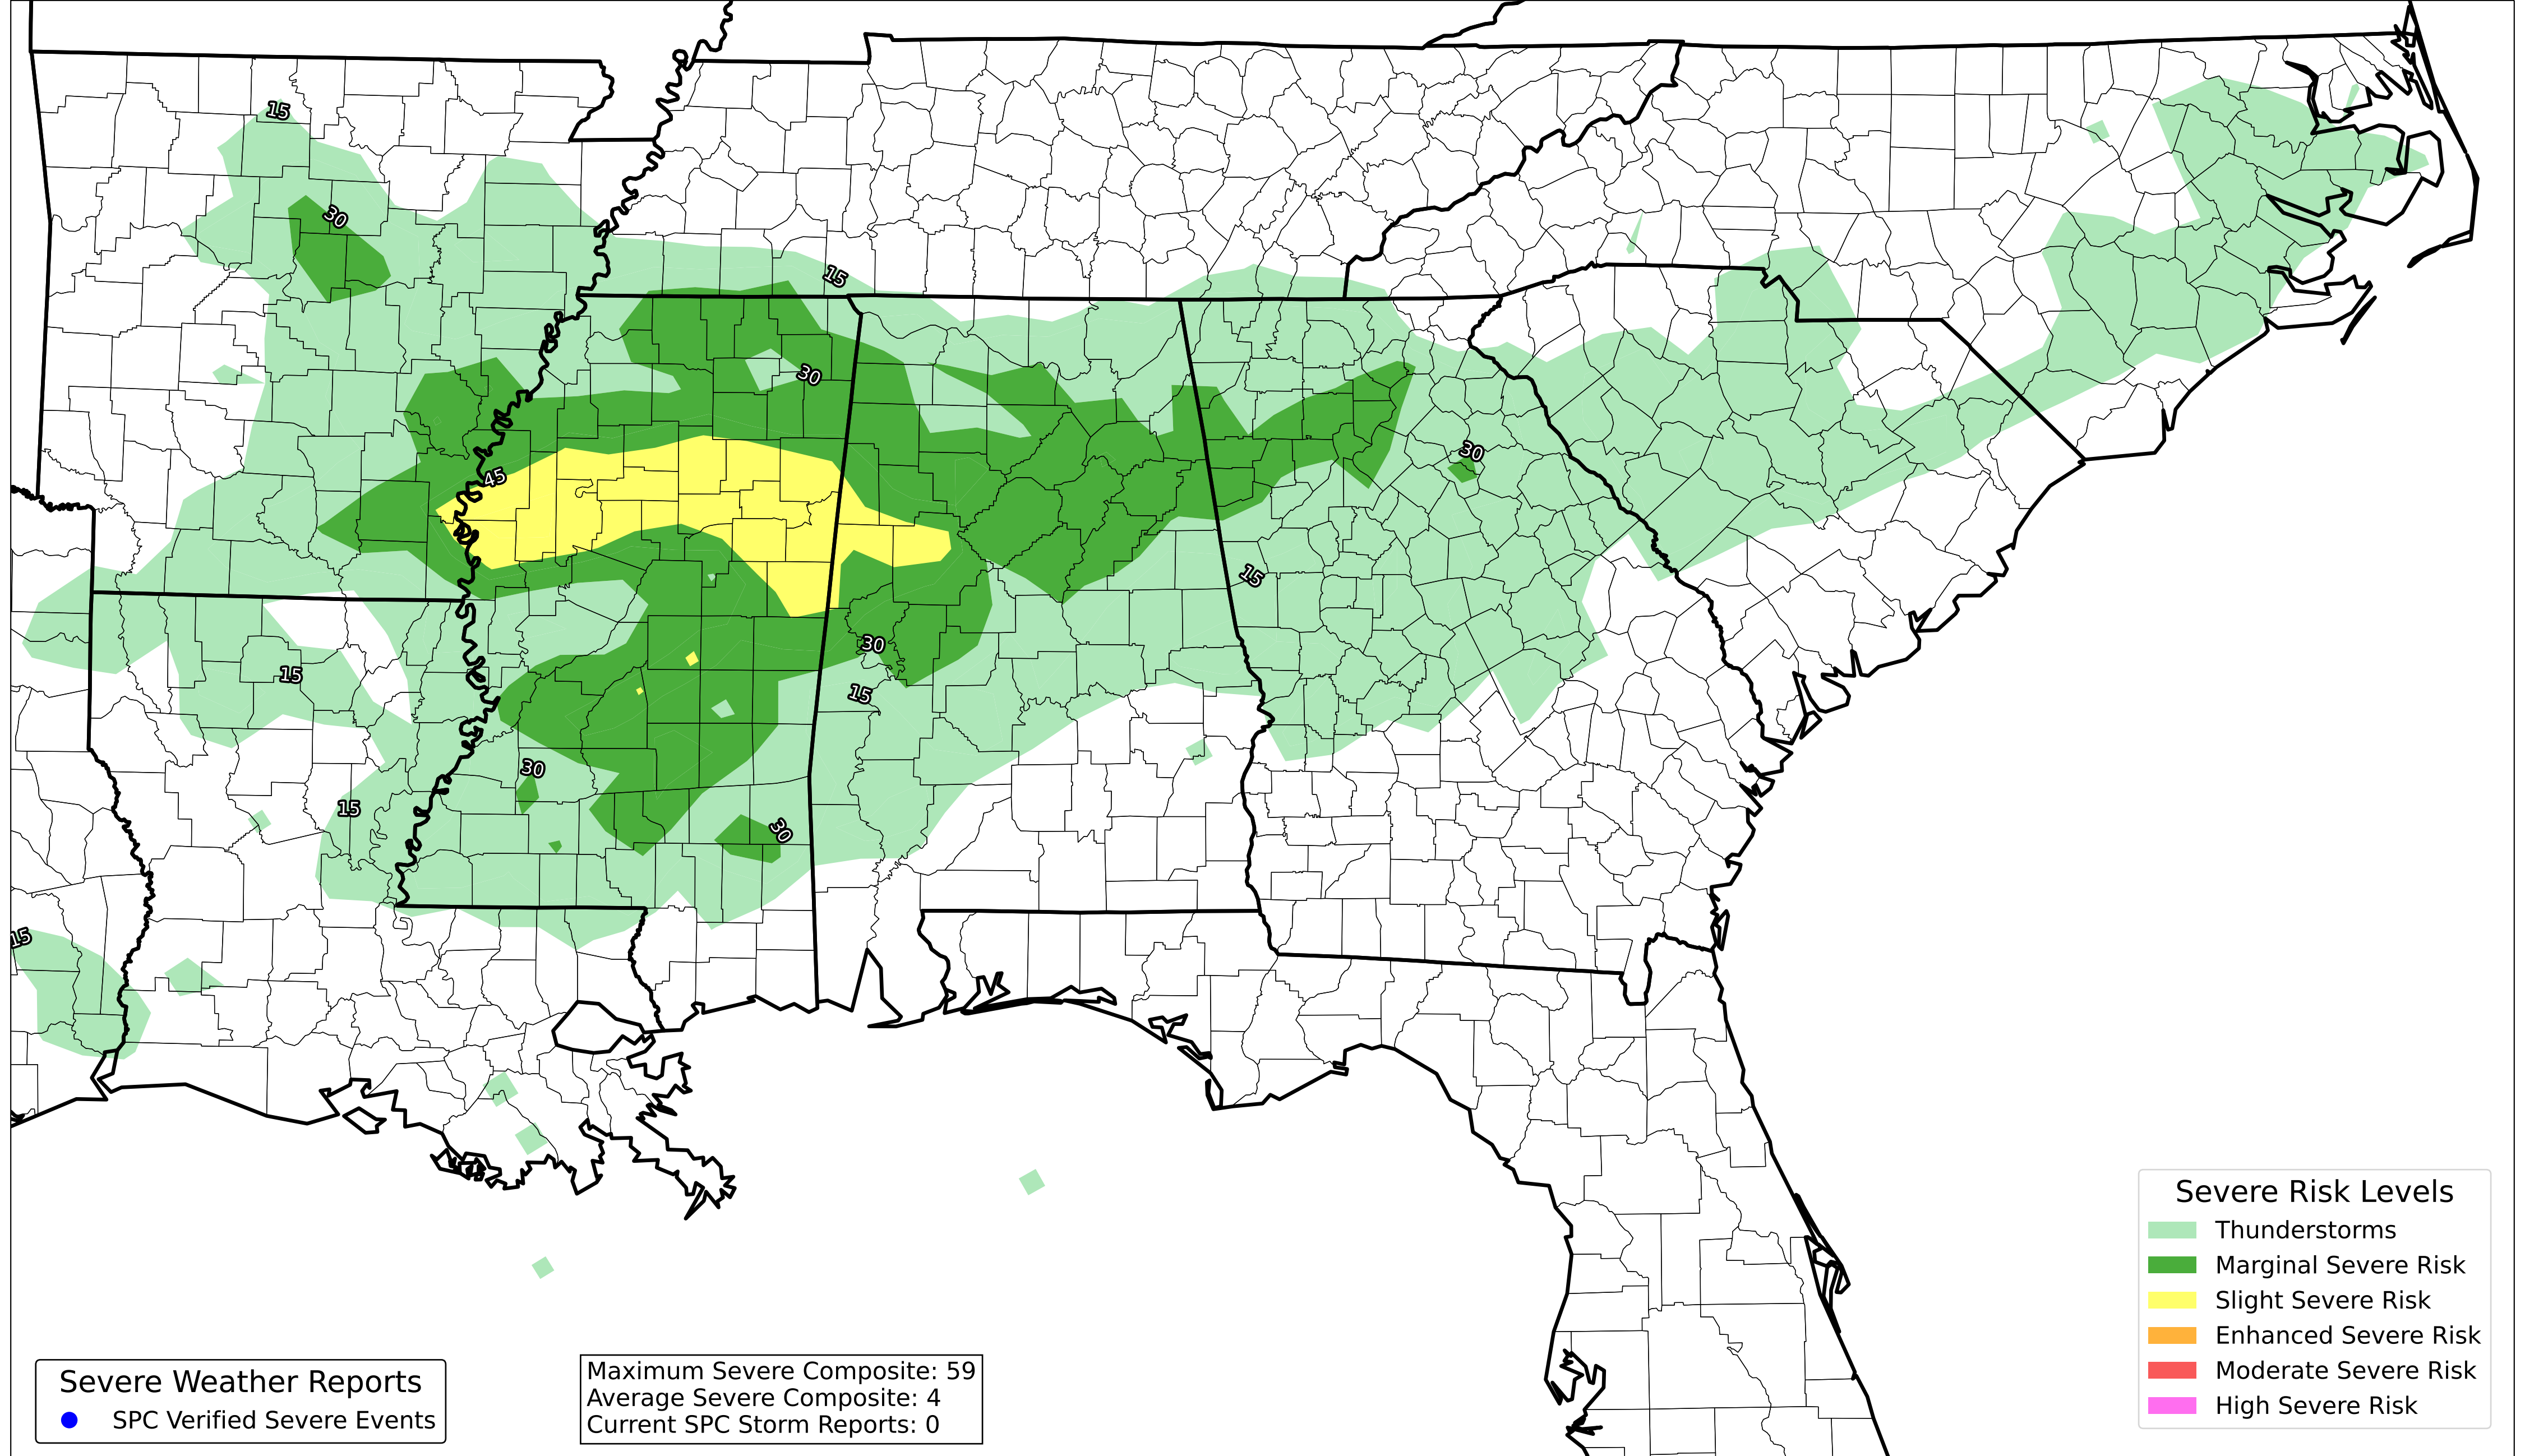 15
30
15
30
30
45
15
30
15
15
30
15
30
15
Severe Risk Levels
Thunderstorms
Marginal Severe Risk
Slight Severe Risk
Enhanced Severe Risk
Moderate Severe Risk
High Severe Risk
Severe Weather Reports
SPC Verified Severe Events
Maximum Severe Composite: 59
Average Severe Composite: 4
Current SPC Storm Reports: 0